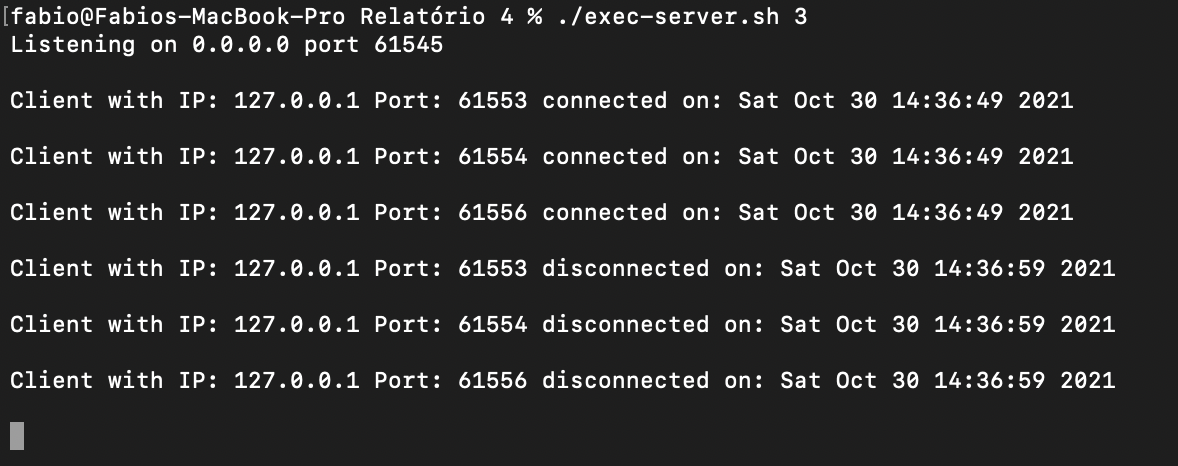 [fabio@Fabios-MacBook-Pro Relatório 4 % ./exec-server.sh 3
Listening on 0.0.0.0 port 61545
Client with IP: 127.0.0.1 Port: 61553 connected on: Sat Oct 30 14:36:49 2021
Client with IP: 127.0.0.1 Port: 61554 connected on: Sat Oct 30 14:36:49 2021
Client with IP: 127.0.0.1 Port: 61556 connected on: Sat Oct 30 14:36:49 2021
Client with IP: 127.0.0.1 Port: 61553 disconnected on: Sat Oct 30 14:36:59 2021
Client with IP: 127.0.0.1 Port: 61554 disconnected on: Sat Oct 30 14:36:59 2021
Client with IP: 127.0.0.1 Port: 61556 disconnected on: Sat Oct 30 14:36:59 2021